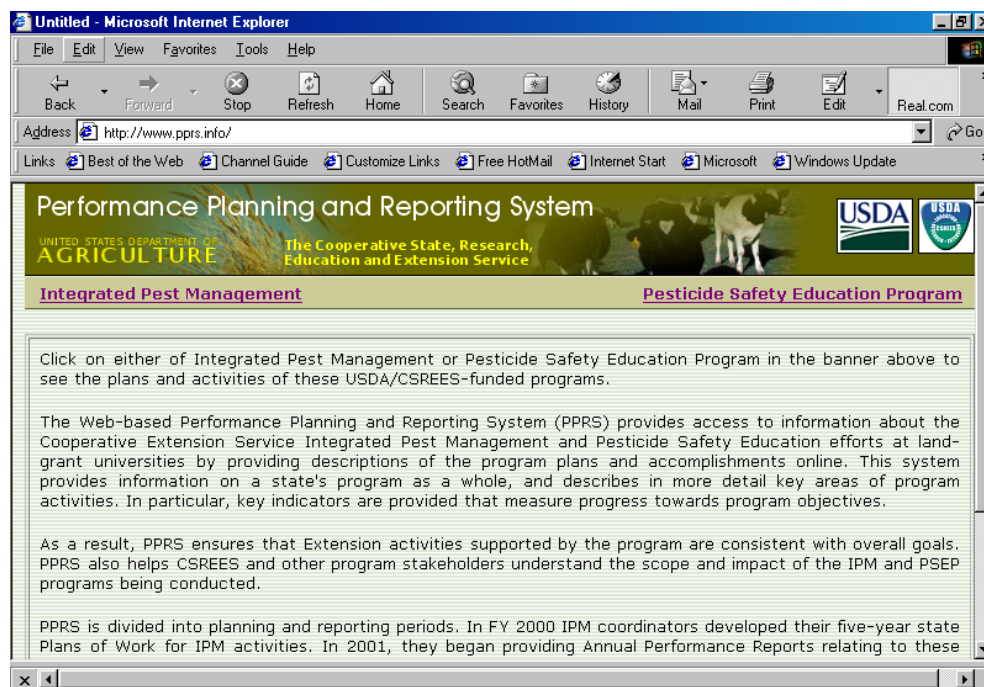 Untitled - Microsoft Internet Explorer
File Edit View Favorites Tools Help
Back Forward Stop Refresh Home Search Favorites History Mail Print Edit Real.com
Address http://www.pprs.info/ Go
Links Best of the Web Channel Guide Customize Links Free HotMail Internet Start Microsoft Windows Update
Performance Planning and Reporting System
UNITED STATES DEPARTMENT OF
AGRICULTURE
The Cooperative State, Research,
Education and Extension Service
USDA
USDA
CSREES
Integrated Pest Management Pesticide Safety Education Program
Click on either of Integrated Pest Management or Pesticide Safety Education Program in the banner above to
see the plans and activities of these USDA/CSREES-funded programs.
The Web-based Performance Planning and Reporting System (PPRS) provides access to information about the
Cooperative Extension Service Integrated Pest Management and Pesticide Safety Education efforts at land-
grant universities by providing descriptions of the program plans and accomplishments online. This system
provides information on a state's program as a whole, and describes in more detail key areas of program
activities. In particular, key indicators are provided that measure progress towards program objectives.
As a result, PPRS ensures that Extension activities supported by the program are consistent with overall goals.
PPRS also helps CSREES and other program stakeholders understand the scope and impact of the IPM and PSEP
programs being conducted.
PPRS is divided into planning and reporting periods. In FY 2000 IPM coordinators developed their five-year state
Plans of Work for IPM activities. In 2001, they began providing Annual Performance Reports relating to these